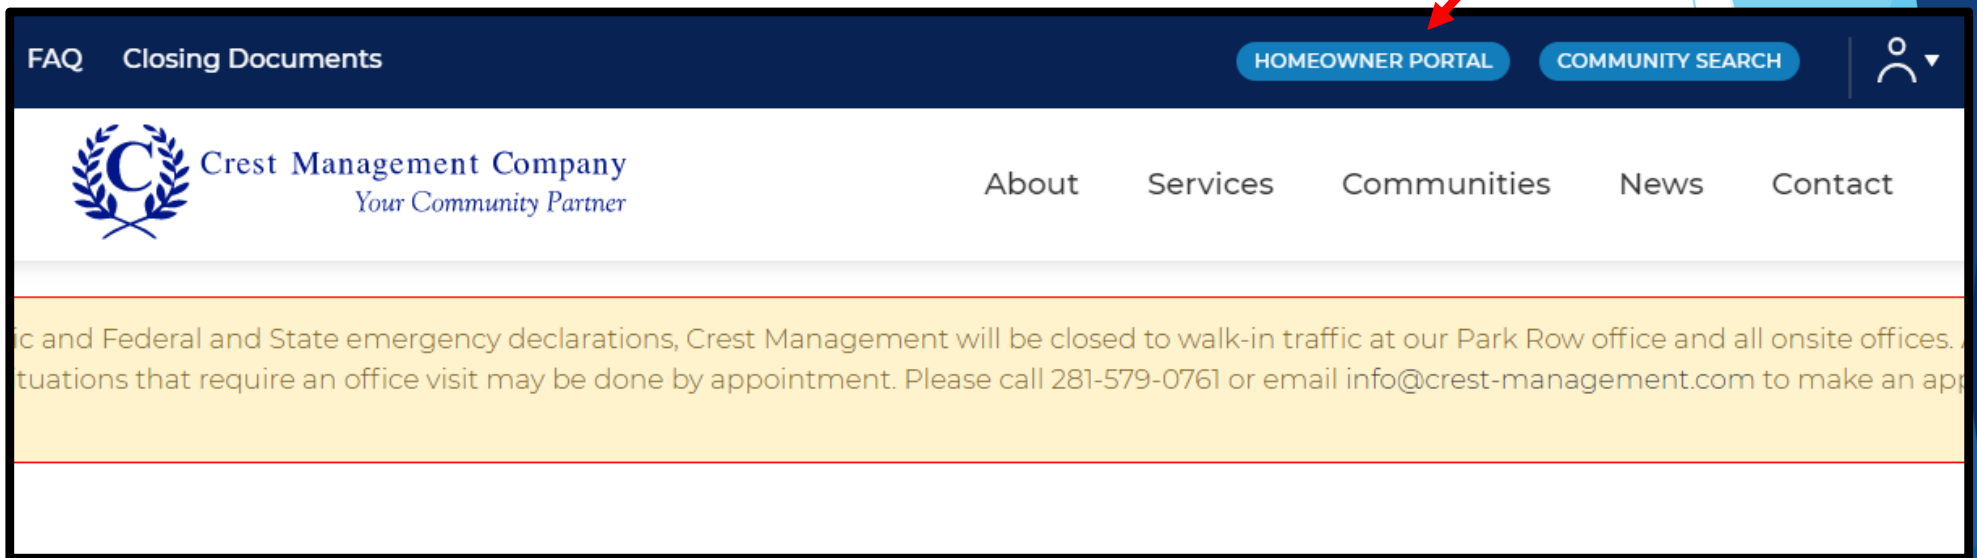 FAQ Closing Documents HOMEOWNER PORTAL COMMUNITY SEARCH
C
Crest Management Company
Your Community Partner
About Services Communities News Contact
ic and Federal and State emergency declarations, Crest Management will be closed to walk-in traffic at our Park Row office and all onsite offices.
tuations that require an office visit may be done by appointment. Please call 281-579-0761 or email info@crest-management.com to make an app